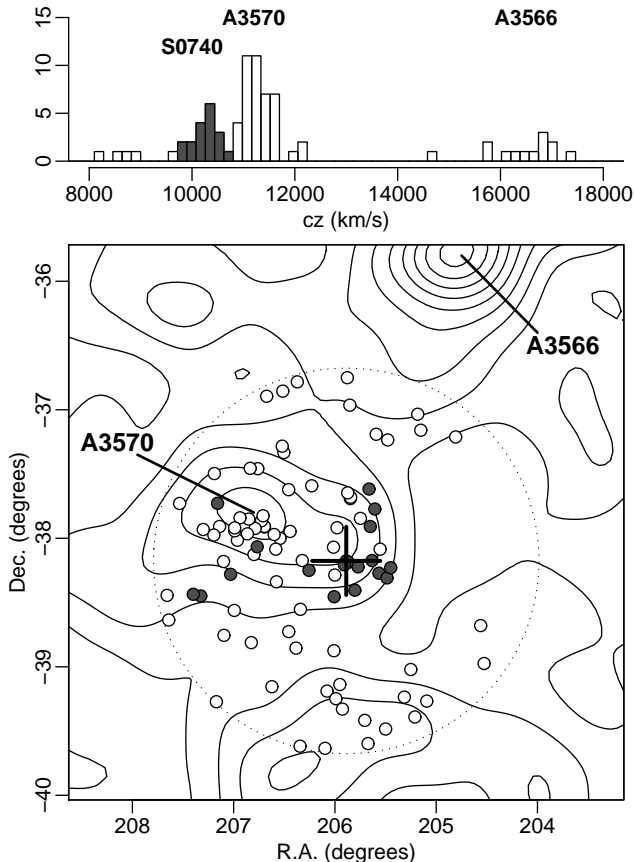 A3570
A3566
S0740
15
10
5
0
8000 10000 12000 14000 16000 18000
cz (km/s)
−36
−37
−38
−39
−40
Dec. (degrees)
A3566
A3570
208 207 206 205 204
R.A. (degrees)